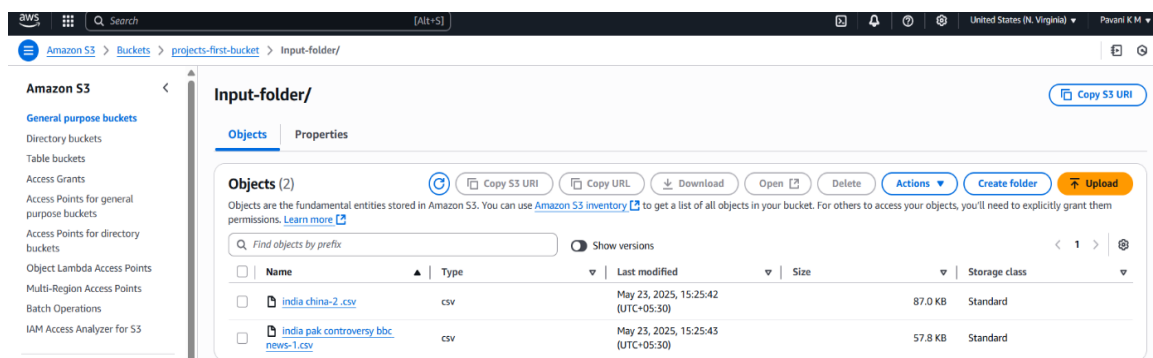 aws
Search [Alt+S] United States (N. Virginia) Pavani K M
Amazon S3 > Buckets > projects-first-bucket > Input-folder/
Amazon S3
General purpose buckets
Directory buckets
Table buckets
Access Grants
Access Points for general
purpose buckets
Access Points for directory
buckets
Object Lambda Access Points
Multi-Region Access Points
Batch Operations
IAM Access Analyzer for S3
Input-folder/
Copy S3 URI
Objects Properties
Objects (2)
Copy S3 URI Copy URL Download Open Delete Actions Create folder Upload
Objects are the fundamental entities stored in Amazon S3. You can use Amazon S3 inventory to get a list of all objects in your bucket. For others to access your objects, you'll need to explicitly grant them
permissions. Learn more
Find objects by prefix Show versions 1
Name Type Last modified Size Storage class
india china-2 .csv csv May 23, 2025, 15:25:42 87.0 KB Standard
(UTC+05:30)
india pak controversy bbc csv May 23, 2025, 15:25:43 57.8 KB Standard
news-1.csv (UTC+05:30)